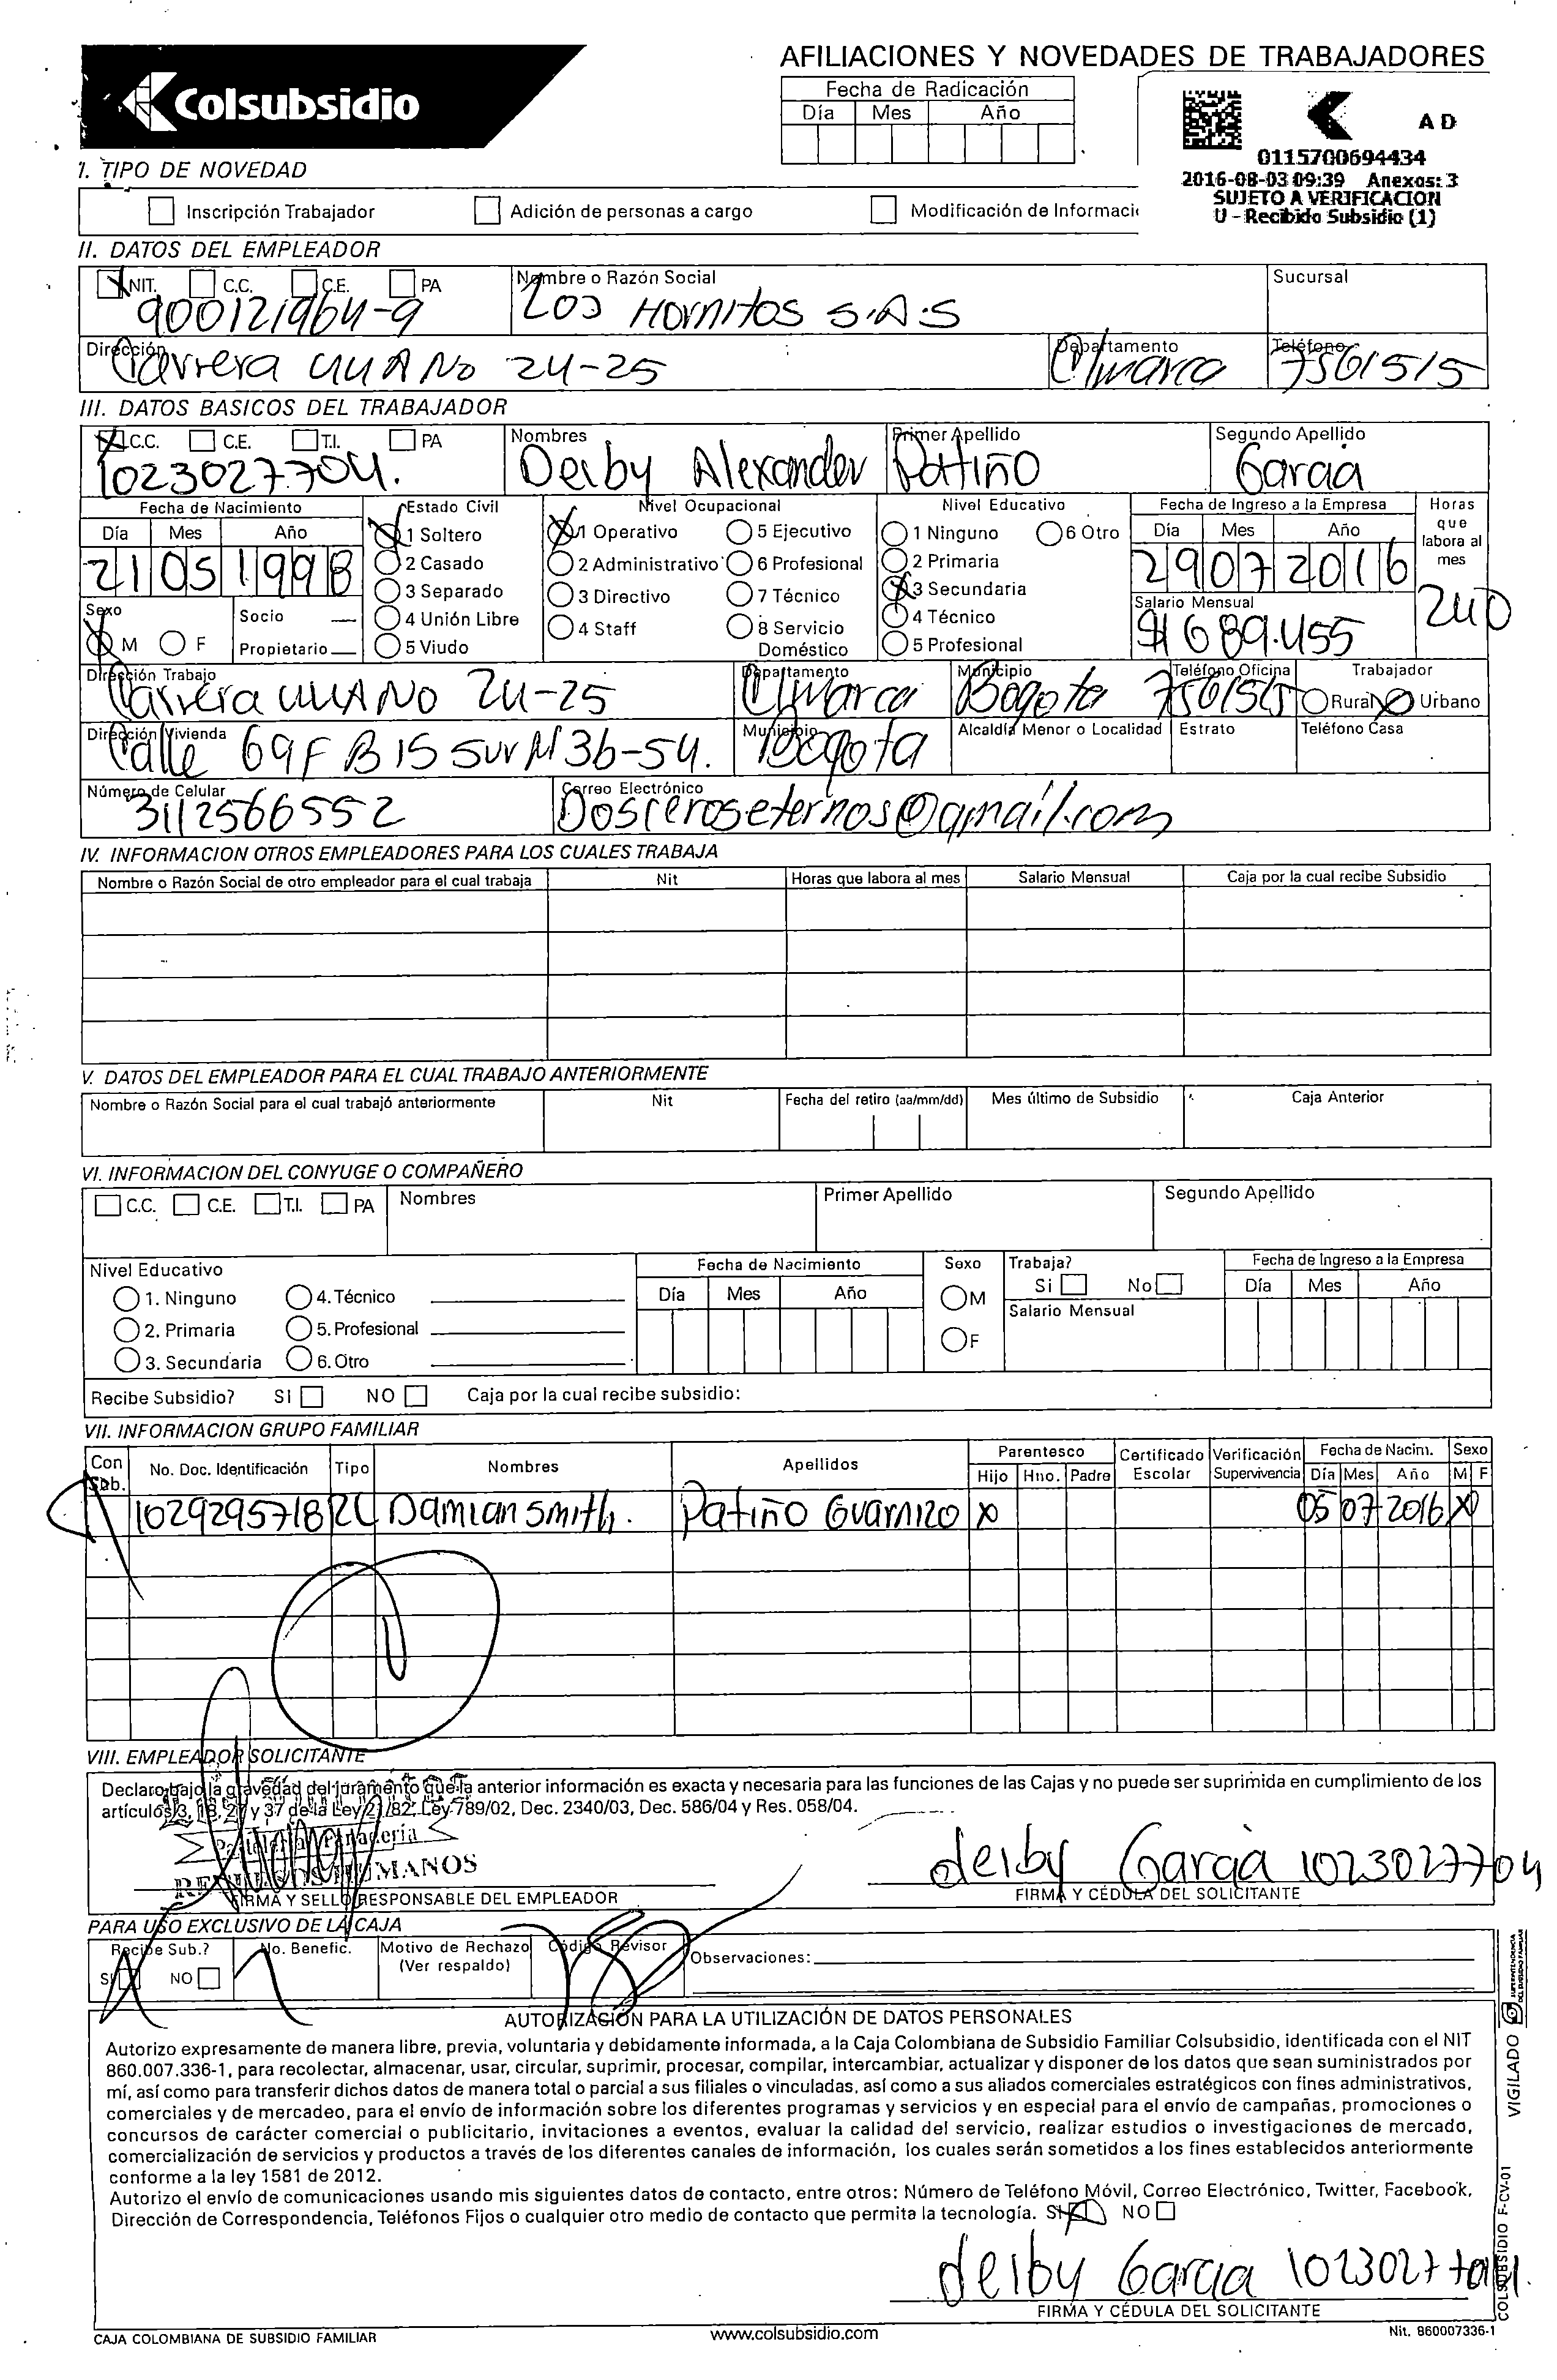 AFILIACIONES Y NOVEDADES DE TRABAJADORES
Colsubsidio
Fecha de Radicación
Día Mes Año
AD
0115700694434
2016-08-03 09:39 Anexos: 3
SUJETO A VERIFICACION
U - Recibido Subsidio (1)
I. TIPO DE NOVEDAD
Inscripción Trabajador Adición de personas a cargo Modificación de Informaci
II. DATOS DEL EMPLEADOR
NIT. C.C. C.E. PA Nombre o Razón Social Sucursal
900121964-9 Los Hornitos S.A.S
Dirección Departamento Teléfono
Carrera 44A No 24-25 C/marca 7561515
III. DATOS BASICOS DEL TRABAJADOR
C.C. C.E. T.I. PA Nombres Primer Apellido Segundo Apellido
1023027704. Deiby Alexander Patiño Garcia
Fecha de Nacimiento Estado Civil Nivel Ocupacional Nivel Educativo Fecha de Ingreso a la Empresa Horas que labora al mes
Día Mes Año 1 Soltero 1 Operativo 5 Ejecutivo 1 Ninguno 6 Otro Día Mes Año
21 05 1998 2 Casado 2 Administrativo 6 Profesional 2 Primaria 29 07 2016
3 Separado 3 Directivo 7 Técnico 3 Secundaria Salario Mensual 240
Sexo Socio 4 Unión Libre 4 Staff 8 Servicio Doméstico 4 Técnico $689.455
M F Propietario 5 Viudo 5 Profesional
Dirección Trabajo Departamento Municipio Teléfono Oficina Trabajador
Carrera 44A No 24-25 C/marca Bogota 7561515 Rural Urbano
Dirección Vivienda Municipio Alcaldía Menor o Localidad Estrato Teléfono Casa
Calle 69F B 15 Sur N 3b-54. Bogota
Número de Celular Correo Electrónico
3112566552 Dosceroseternos@gmail.com
IV. INFORMACION OTROS EMPLEADORES PARA LOS CUALES TRABAJA
Nombre o Razón Social de otro empleador para el cual trabaja Nit Horas que labora al mes Salario Mensual Caja por la cual recibe Subsidio
V. DATOS DEL EMPLEADOR PARA EL CUAL TRABAJO ANTERIORMENTE
Nombre o Razón Social para el cual trabajó anteriormente Nit Fecha del retiro (aa/mm/dd) Mes último de Subsidio Caja Anterior
VI. INFORMACION DEL CONYUGE O COMPAÑERO
C.C. C.E. T.I. PA Nombres Primer Apellido Segundo Apellido
Nivel Educativo Fecha de Nacimiento Sexo Trabaja? Fecha de Ingreso a la Empresa
1. Ninguno 4. Técnico Día Mes Año M Si No Día Mes Año
2. Primaria 5. Profesional F Salario Mensual
3. Secundaria 6. Otro
Recibe Subsidio? SI NO Caja por la cual recibe subsidio:
VII. INFORMACION GRUPO FAMILIAR
Con Sub. No. Doc. Identificación Tipo Nombres Apellidos Parentesco Certificado Escolar Verificación Supervivencia Fecha de Nacim. Sexo
Hijo Hno. Padre Día Mes Año M F
1029295718 RC Damian Smith. Patiño Guarnizo X 05 07 2016 X
VIII. EMPLEADOR SOLICITANTE
Declaro bajo la gravedad del juramento que la anterior información es exacta y necesaria para las funciones de las Cajas y no puede ser suprimida en cumplimiento de los
artículos 3, 18, 27 y 37 de la Ley 21/82; Ley 789/02, Dec. 2340/03, Dec. 586/04 y Res. 058/04.
Pastelería Panadería
RECURSOS HUMANOS
deiby Garcia 1023027704
FIRMA Y SELLO RESPONSABLE DEL EMPLEADOR FIRMA Y CÉDULA DEL SOLICITANTE
PARA USO EXCLUSIVO DE LA CAJA
Recibe Sub.? No. Benefic. Motivo de Rechazo Código Revisor Observaciones:
SI NO (Ver respaldo)
AUTORIZACIÓN PARA LA UTILIZACIÓN DE DATOS PERSONALES
Autorizo expresamente de manera libre, previa, voluntaria y debidamente informada, a la Caja Colombiana de Subsidio Familiar Colsubsidio, identificada con el NIT
860.007.336-1, para recolectar, almacenar, usar, circular, suprimir, procesar, compilar, intercambiar, actualizar y disponer de los datos que sean suministrados por
mí, así como para transferir dichos datos de manera total o parcial a sus filiales o vinculadas, así como a sus aliados comerciales estratégicos con fines administrativos,
comerciales y de mercadeo, para el envío de información sobre los diferentes programas y servicios y en especial para el envío de campañas, promociones o
concursos de carácter comercial o publicitario, invitaciones a eventos, evaluar la calidad del servicio, realizar estudios o investigaciones de mercado,
comercialización de servicios y productos a través de los diferentes canales de información, los cuales serán sometidos a los fines establecidos anteriormente
conforme a la ley 1581 de 2012.
Autorizo el envío de comunicaciones usando mis siguientes datos de contacto, entre otros: Número de Teléfono Móvil, Correo Electrónico, Twitter, Facebook,
Dirección de Correspondencia, Teléfonos Fijos o cualquier otro medio de contacto que permita la tecnología. SI NO
deiby Garcia 1023027704.
FIRMA Y CÉDULA DEL SOLICITANTE
CAJA COLOMBIANA DE SUBSIDIO FAMILIAR www.colsubsidio.com Nit. 860007336-1
COLSUBSIDIO F-CV-01 VIGILADO